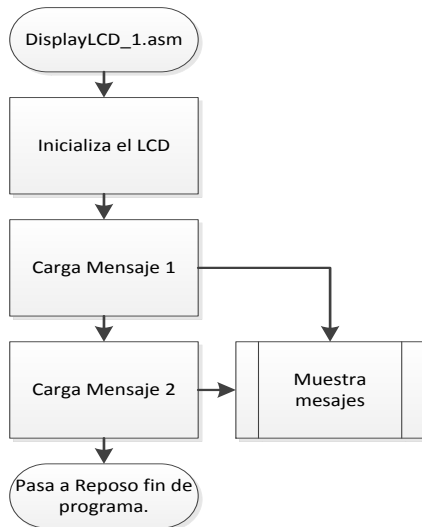 DisplayLCD_1.asm
Inicializa el LCD
Carga Mensaje 1
Carga Mensaje 2
Muestra
mesajes
Pasa a Reposo fin de
programa.